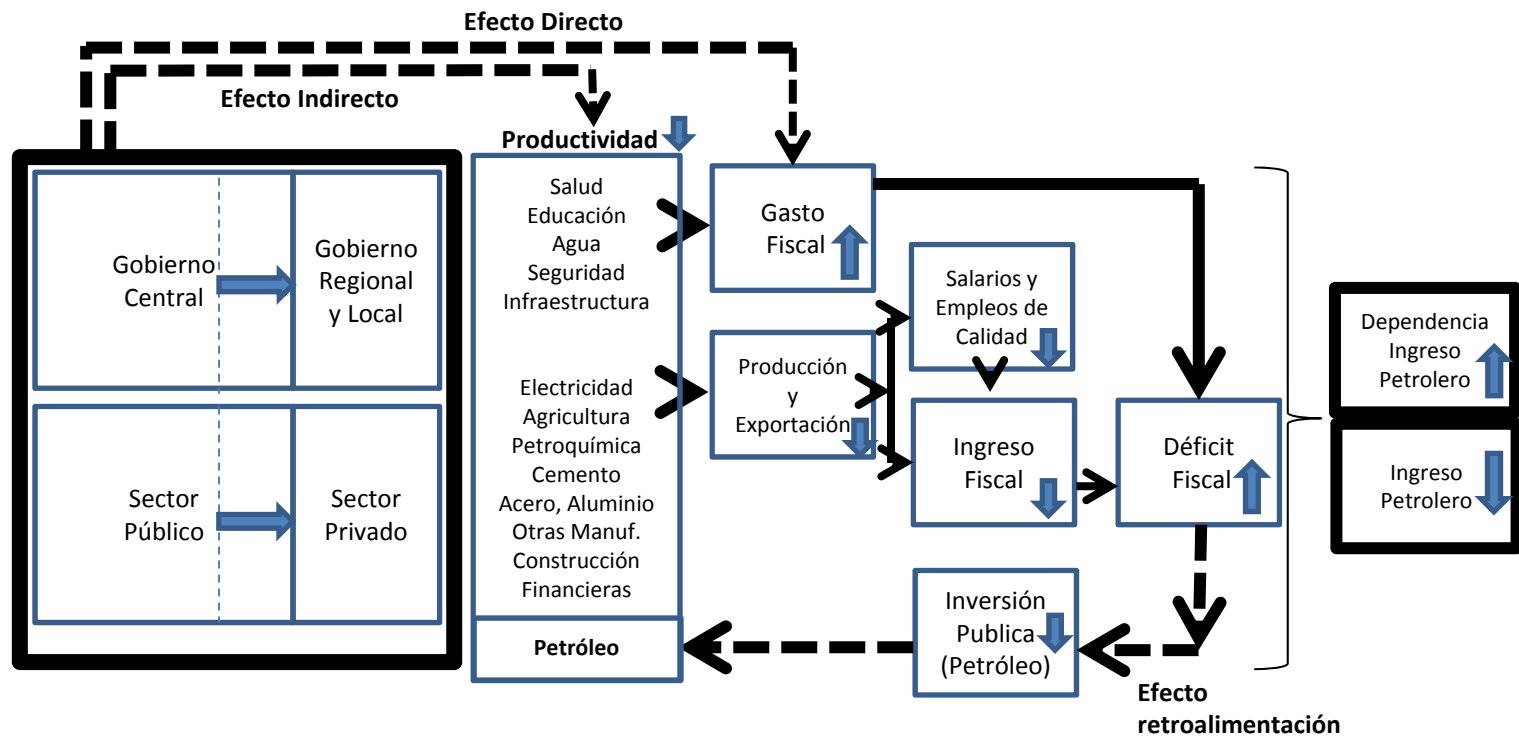 Efecto Directo
Efecto Indirecto
Gobierno
Central
Gobierno
Regional
y Local
Sector
Público
Sector
Privado
Productividad
Salud
Educación
Agua
Seguridad
Infraestructura
Electricidad
Agricultura
Petroquímica
Cemento
Acero, Aluminio
Otras Manuf.
Construcción
Financieras
Petróleo
Gasto
Fiscal
Producción
y
Exportación
Salarios y
Empleos de
Calidad
Ingreso
Fiscal
Déficit
Fiscal
Inversión
Publica
(Petróleo)
Efecto
retroalimentación
Dependencia
Ingreso
Petrolero
Ingreso
Petrolero